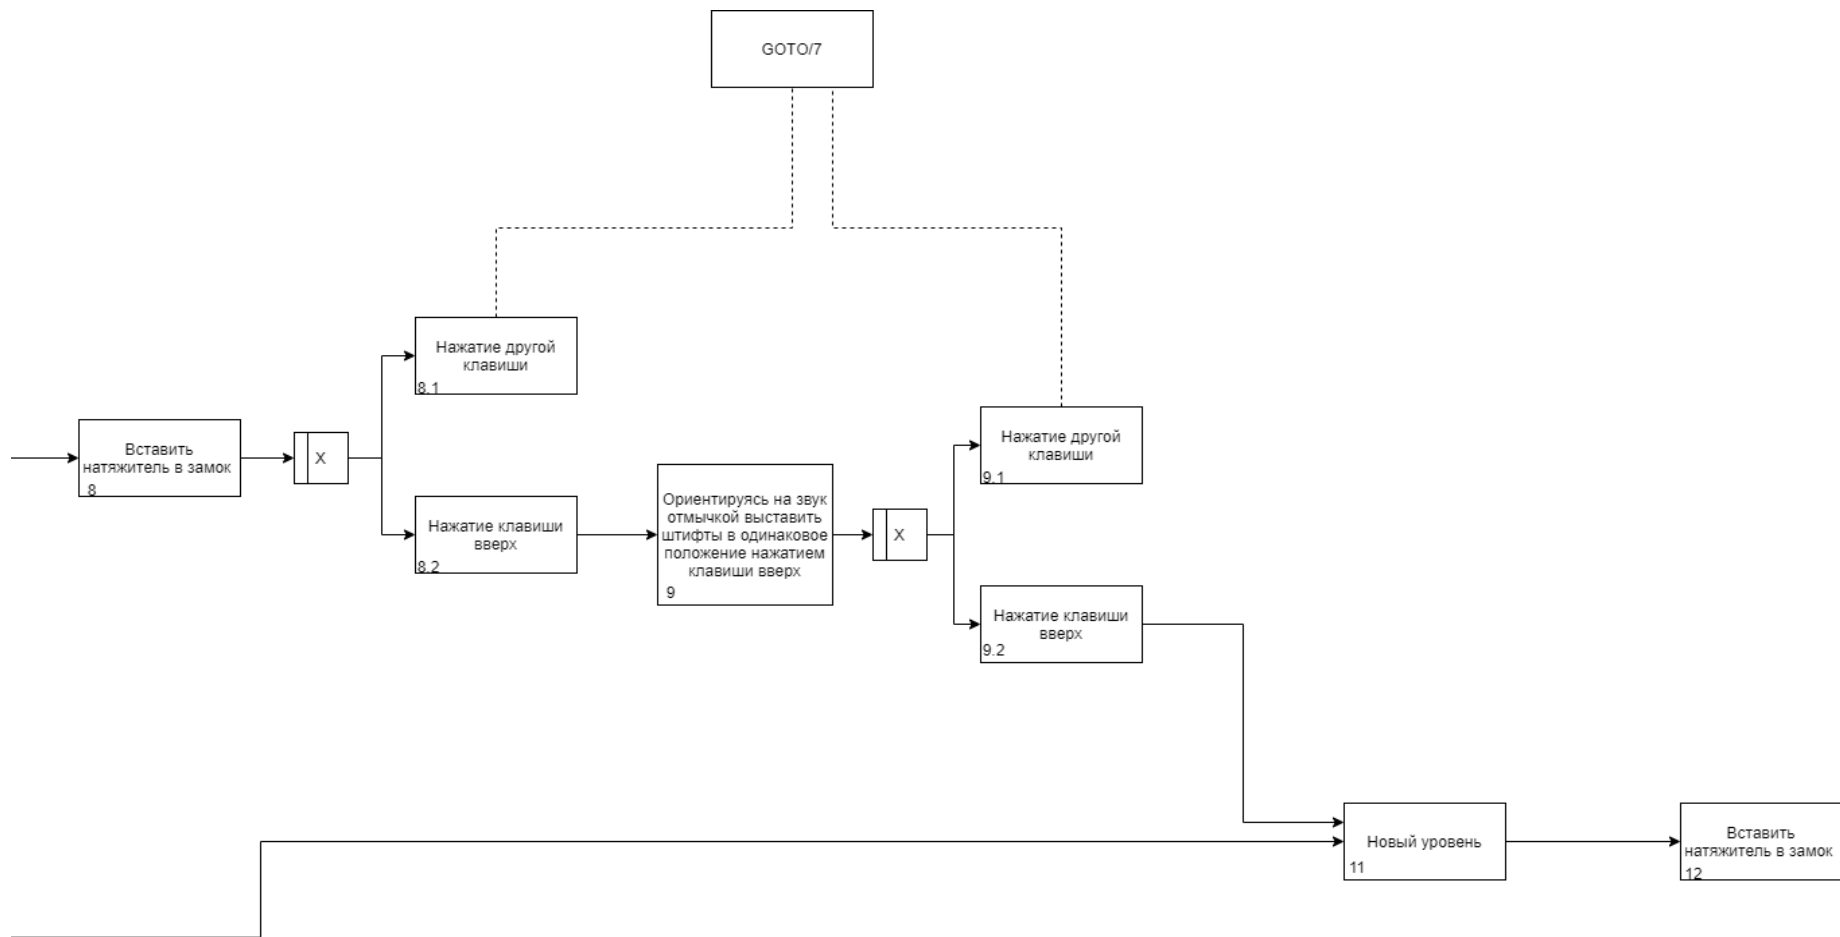 GOTO/7
Нажатие другой
клавиши
8.1
Вставить
натяжитель в замок
8
X
Нажатие клавиши
вверх
8.2
Ориентируясь на звук
отмычкой выставить
штифты в одинаковое
положение нажатием
клавиши вверх
9
X
Нажатие другой
клавиши
9.1
Нажатие клавиши
вверх
9.2
Новый уровень
11
Вставить
натяжитель в замок
12